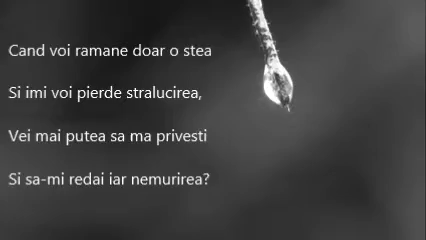 Cand voi ramane doar o stea
Si imi voi pierde stralucirea,
Vei mai putea sa ma privesti
Si sa-mi redai iar nemurirea?